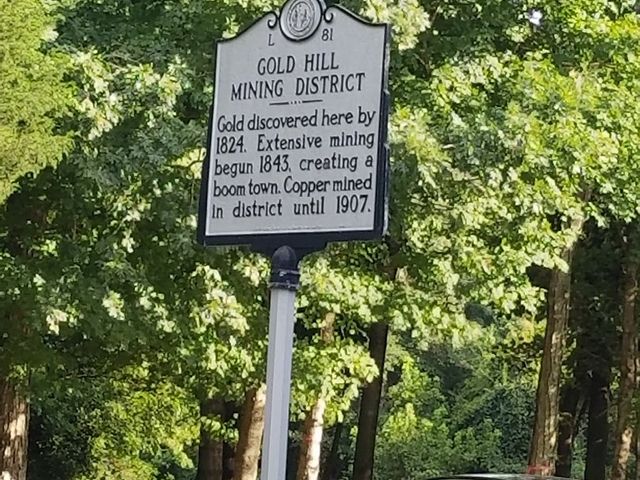 L 81
GOLD HILL
MINING DISTRICT
Gold discovered here by
1824. Extensive mining
begun 1843, creating a
boom town. Copper mined
in district until 1907.